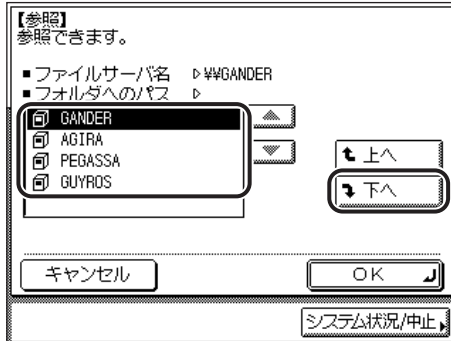 【参照】
参照できます。
■ファイルサーバ名 ▷¥¥GANDER
■フォルダへのパス ▷
GANDER
AGIRA
PEGASSA
GUYROS
上へ
下へ
キャンセル
OK
システム状況/中止